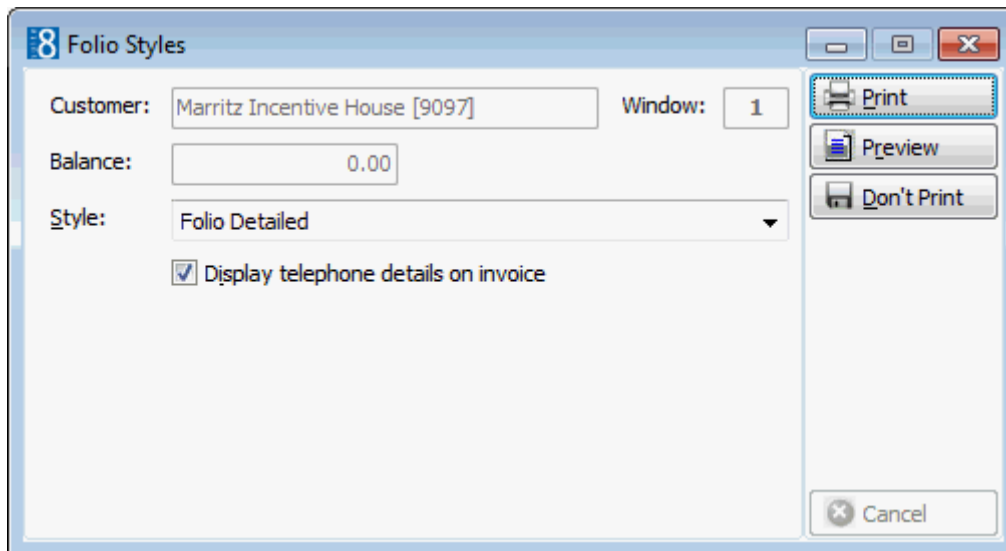 8 Folio Styles
Customer: Marritz Incentive House [9097] Window: 1
Balance: 0.00
Style: Folio Detailed
Display telephone details on invoice
Print
Preview
Don't Print
Cancel